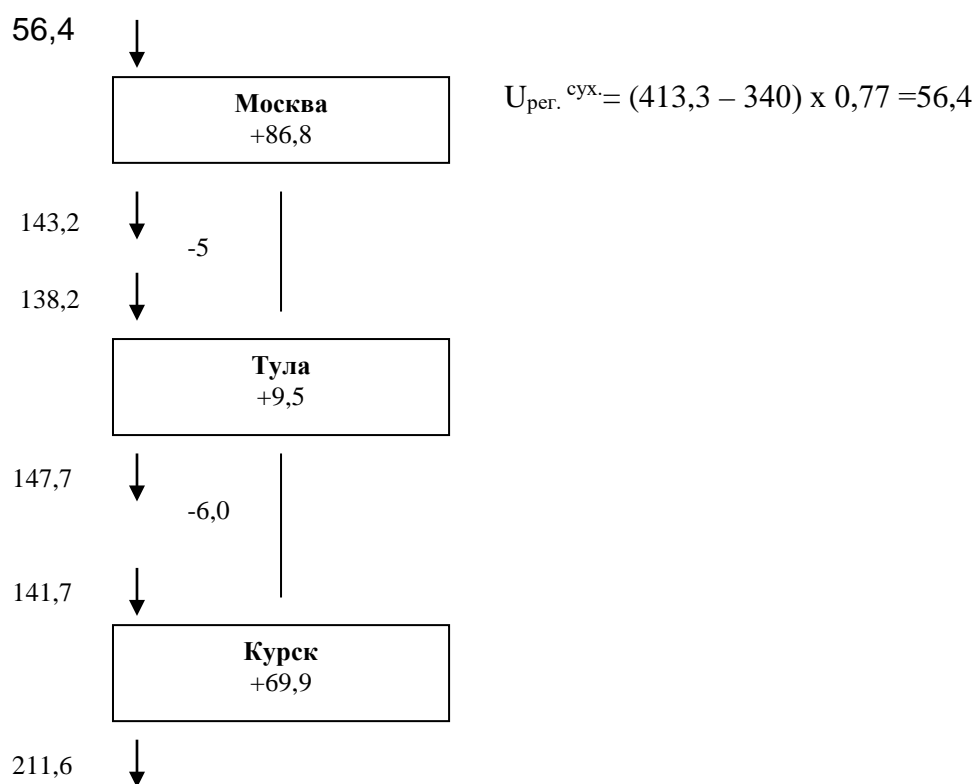 56,4
Москва
+86,8
Uрег. сух.= (413,3 – 340) x 0,77 =56,4
143,2
-5
138,2
Тула
+9,5
147,7
-6,0
141,7
Курск
+69,9
211,6